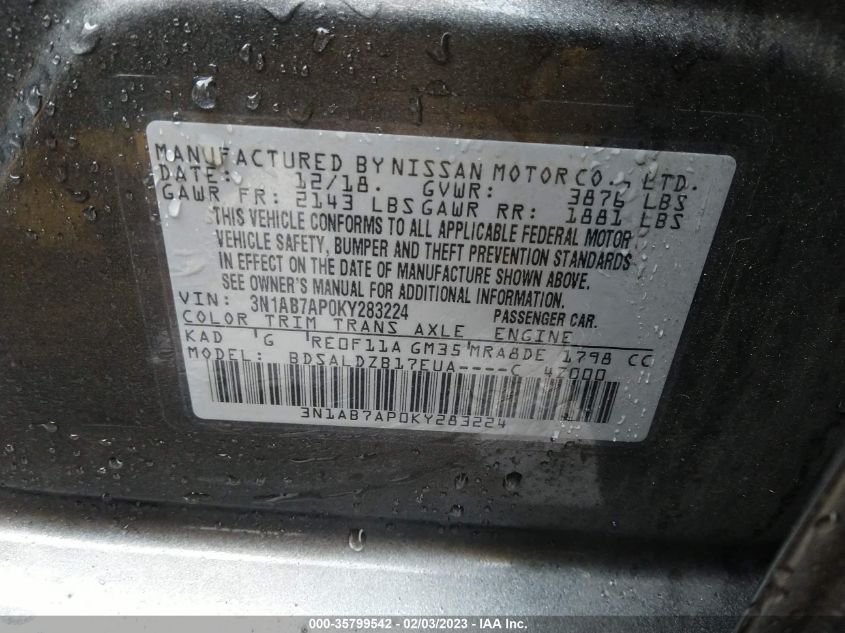 MANUFACTURED BY NISSAN MOTOR CO., LTD.
DATE: 12/18. GVWR: 3876 LBS
GAWR FR: 2143 LBS GAWR RR: 1881 LBS
THIS VEHICLE CONFORMS TO ALL APPLICABLE FEDERAL MOTOR
VEHICLE SAFETY, BUMPER AND THEFT PREVENTION STANDARDS
IN EFFECT ON THE DATE OF MANUFACTURE SHOWN ABOVE.
SEE OWNER'S MANUAL FOR ADDITIONAL INFORMATION.
VIN: 3N1AB7AP0KY283224 PASSENGER CAR.
COLOR TRIM TRANS AXLE ENGINE
KAD G RE0F11A GM35 MRA8DE 1798 CC
MODEL: BDSALDZB17EUA----C 4Z000
3N1AB7AP0KY283224
000-35799542 - 02/03/2023 - IAA Inc.